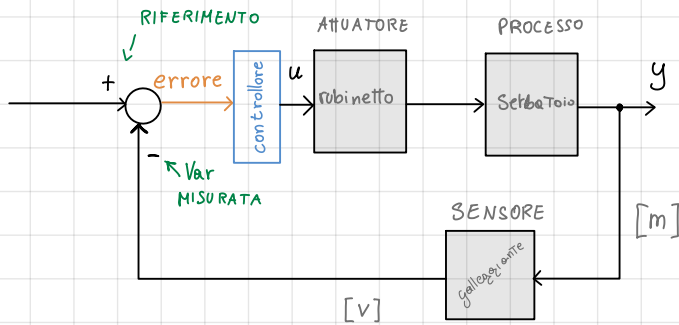 RIFERIMENTO
ATTUATORE
PROCESSO
+
errore
controllore
u
rubinetto
Serbatoio
y
-
Var
MISURATA
SENSORE
[m]
galleggiante
[v]